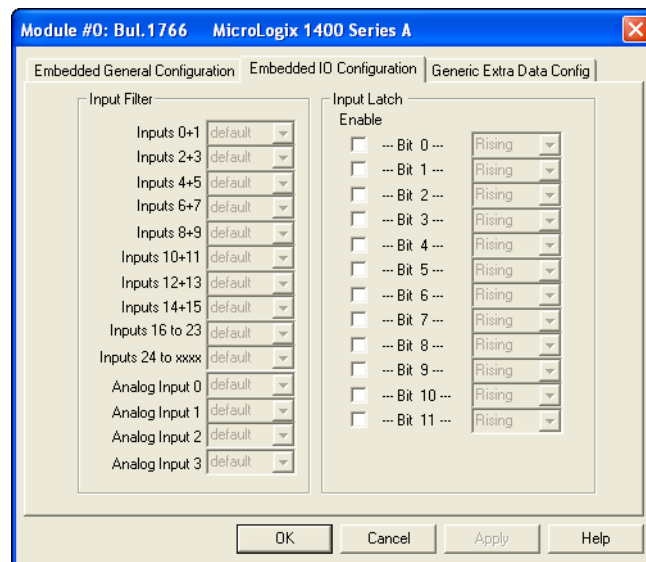 Module #0: Bul.1766 MicroLogix 1400 Series A
Embedded General Configuration Embedded IO Configuration Generic Extra Data Config
Input Filter
Inputs 0+1 default
Inputs 2+3 default
Inputs 4+5 default
Inputs 6+7 default
Inputs 8+9 default
Inputs 10+11 default
Inputs 12+13 default
Inputs 14+15 default
Inputs 16 to 23 default
Inputs 24 to xxxx default
Analog Input 0 default
Analog Input 1 default
Analog Input 2 default
Analog Input 3 default
Input Latch
Enable
--- Bit 0 --- Rising
--- Bit 1 --- Rising
--- Bit 2 --- Rising
--- Bit 3 --- Rising
--- Bit 4 --- Rising
--- Bit 5 --- Rising
--- Bit 6 --- Rising
--- Bit 7 --- Rising
--- Bit 8 --- Rising
--- Bit 9 --- Rising
--- Bit 10 --- Rising
--- Bit 11 --- Rising
OK Cancel Apply Help